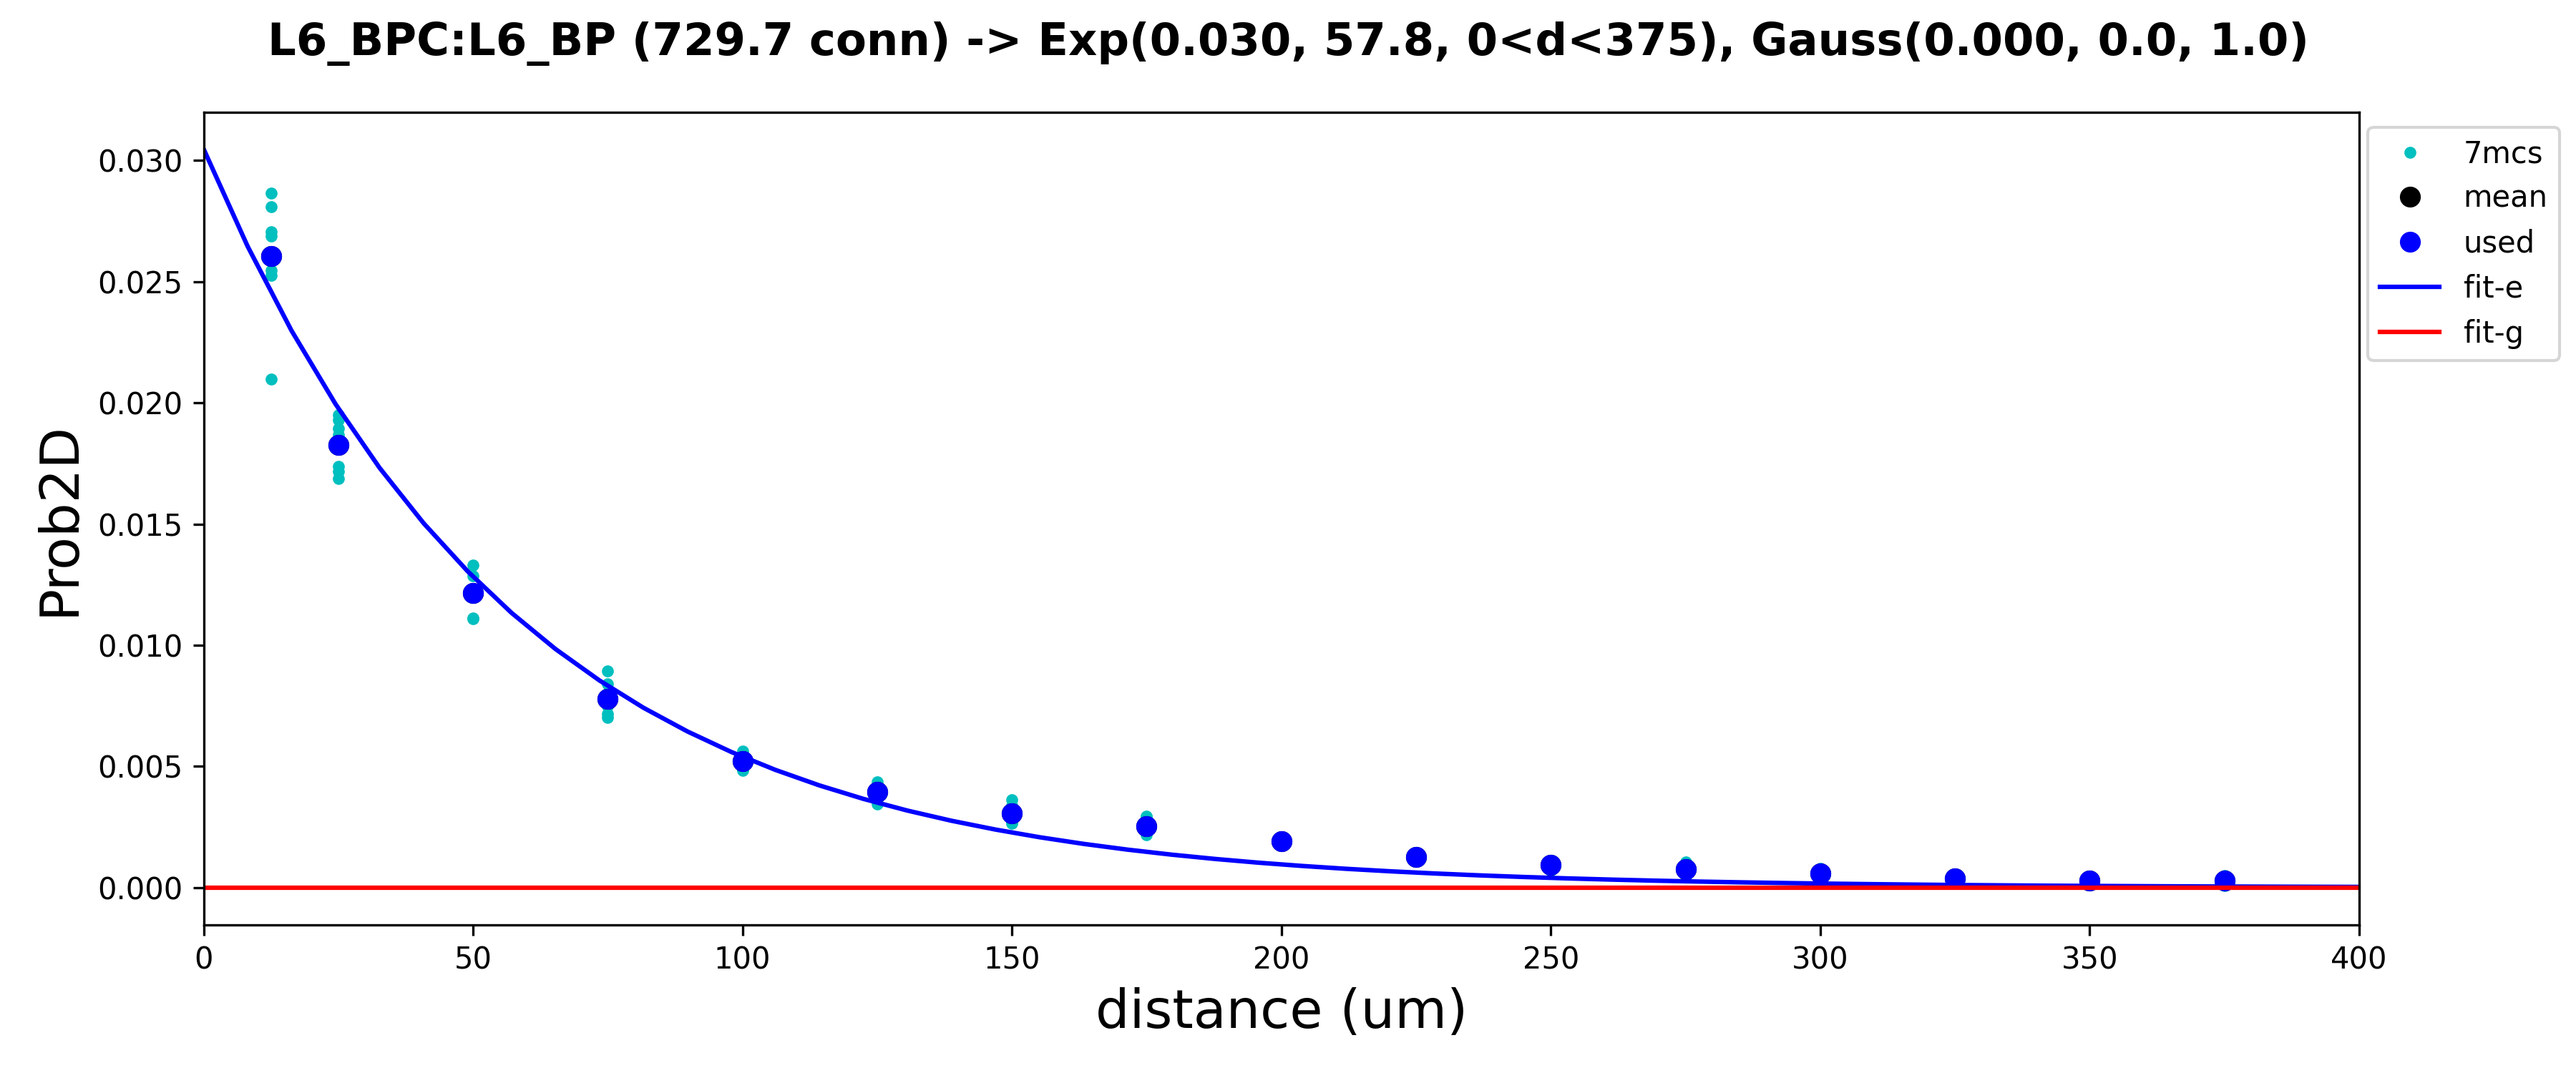 L6_BPC:L6_BP (729.7 conn) -> Exp(0.030, 57.8, 0<d<375), Gauss(0.000, 0.0, 1.0)
7mcs
mean
used
fit-e
fit-g
Prob2D
0.030
0.025
0.020
0.015
0.010
0.005
0.000
0 50 100 150 200 250 300 350 400
distance (um)